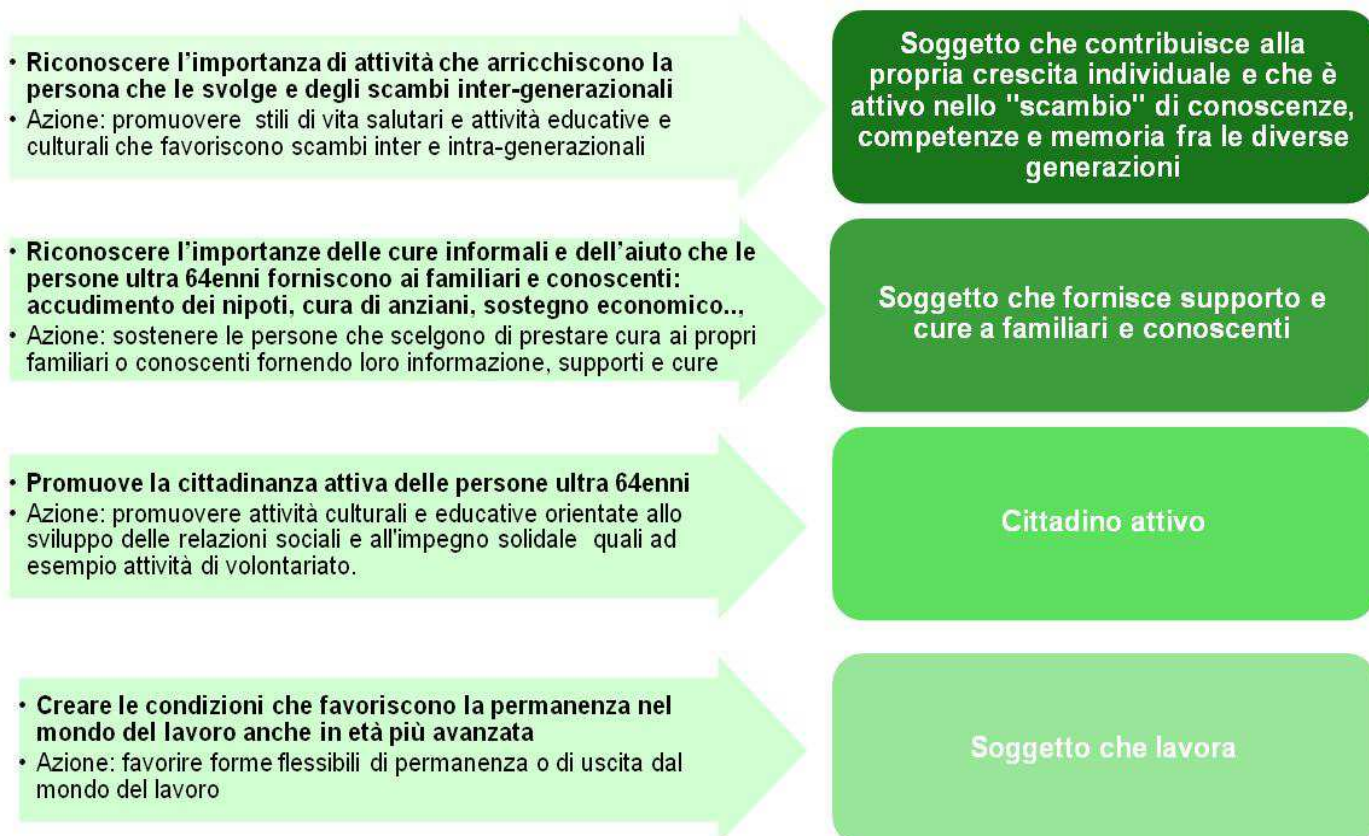 • Riconoscere l'importanza di attività che arricchiscono la
persona che le svolge e degli scambi inter-generazionali
• Azione: promuovere stili di vita salutari e attività educative e
culturali che favoriscono scambi inter e intra-generazionali
Soggetto che contribuisce alla
propria crescita individuale e che è
attivo nello "scambio" di conoscenze,
competenze e memoria fra le diverse
generazioni
• Riconoscere l'importanze delle cure informali e dell'aiuto che le
persone ultra 64enni forniscono ai familiari e conoscenti:
accudimento dei nipoti, cura di anziani, sostegno economico..,
• Azione: sostenere le persone che scelgono di prestare cura ai propri
familiari o conoscenti fornendo loro informazione, supporti e cure
Soggetto che fornisce supporto e
cure a familiari e conoscenti
• Promuove la cittadinanza attiva delle persone ultra 64enni
• Azione: promuovere attività culturali e educative orientate allo
sviluppo delle relazioni sociali e all'impegno solidale quali ad
esempio attività di volontariato.
Cittadino attivo
• Creare le condizioni che favoriscono la permanenza nel
mondo del lavoro anche in età più avanzata
• Azione: favorire forme flessibili di permanenza o di uscita dal
mondo del lavoro
Soggetto che lavora